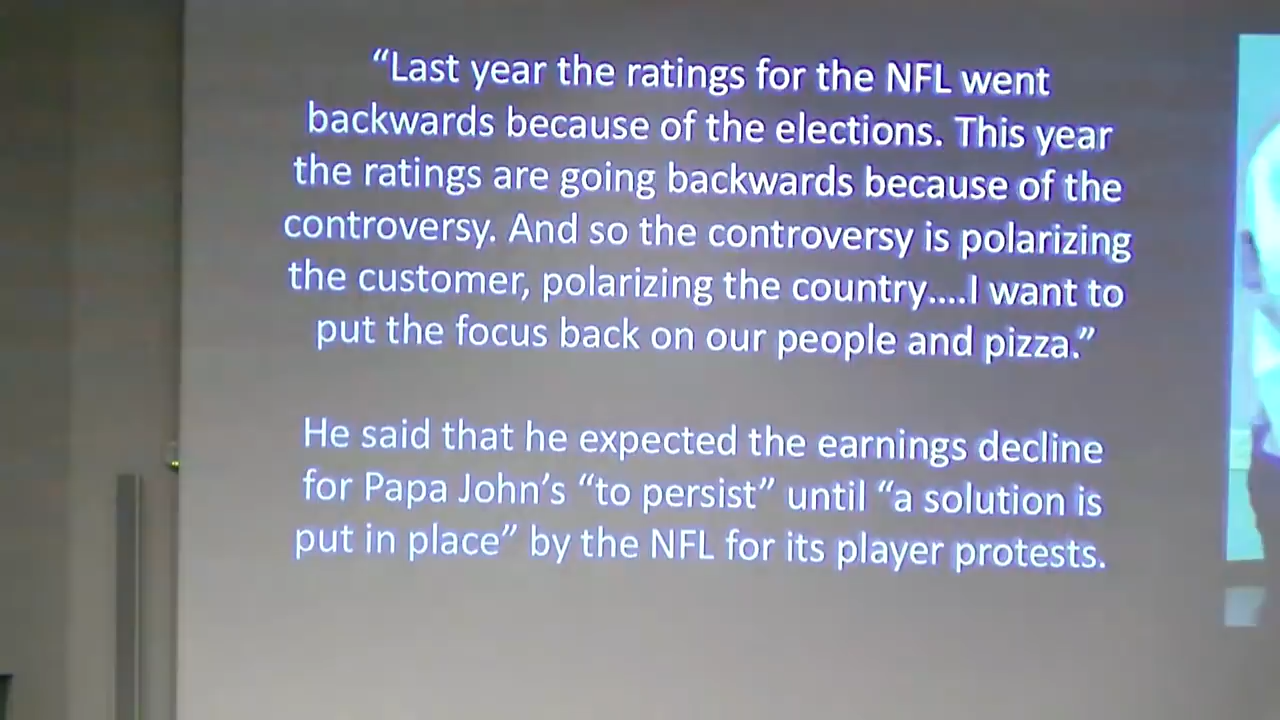 “Last year the ratings for the NFL went
backwards because of the elections. This year
the ratings are going backwards because of the
controversy. And so the controversy is polarizing
the customer, polarizing the country....I want to
put the focus back on our people and pizza.”
He said that he expected the earnings decline
for Papa John’s “to persist” until “a solution is
put in place” by the NFL for its player protests.